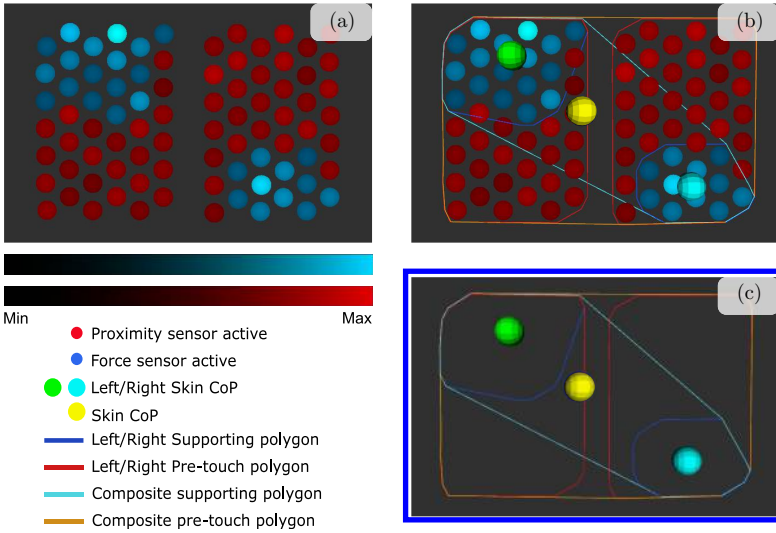 (a)
(b)
Min
Max
Proximity sensor active
Force sensor active
Left/Right Skin CoP
Skin CoP
Left/Right Supporting polygon
Left/Right Pre-touch polygon
Composite supporting polygon
Composite pre-touch polygon
(c)